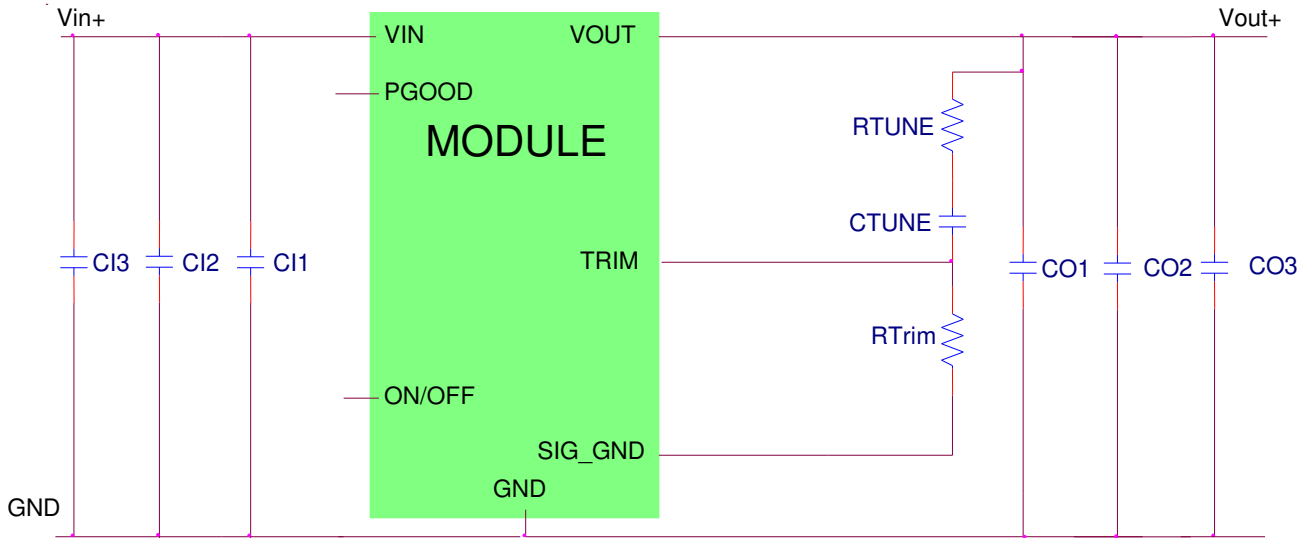 Vin+
Vout+
VIN
VOUT
PGOOD
MODULE
RTUNE
CTUNE
TRIM
CI3
CI2
CI1
CO1
CO2
CO3
RTrim
ON/OFF
SIG_GND
GND
GND